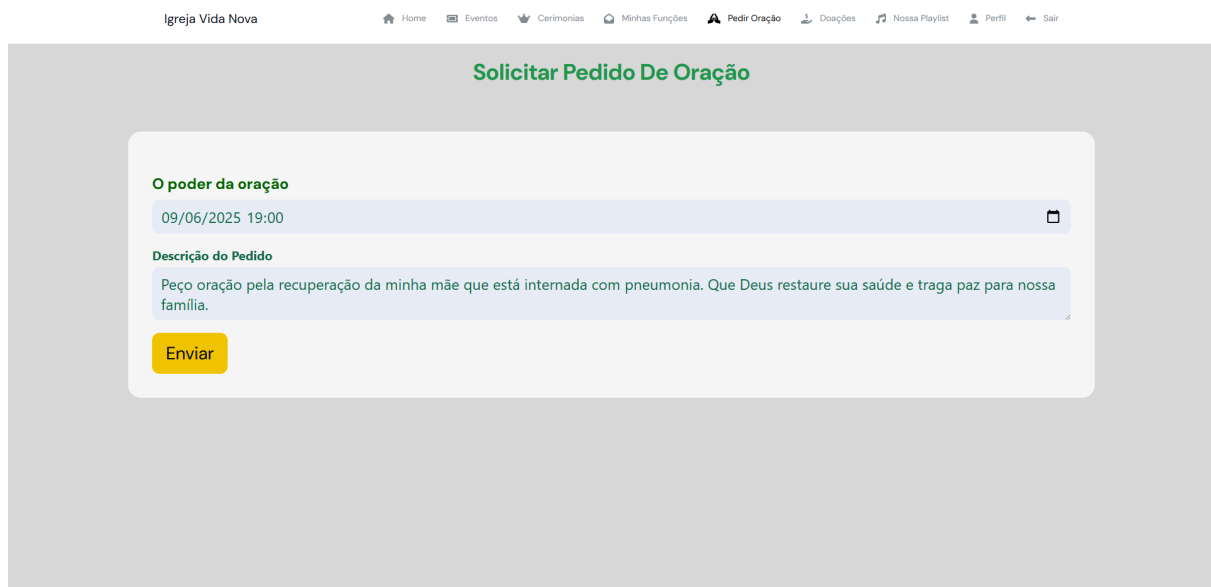 Igreja Vida Nova Home Eventos Cerimonias Minhas Funções Pedir Oração Doações Nossa Playlist Perfil Sair
Solicitar Pedido De Oração
O poder da oração
09/06/2025 19:00
Descrição do Pedido
Peço oração pela recuperação da minha mãe que está internada com pneumonia. Que Deus restaure sua saúde e traga paz para nossa
família.
Enviar